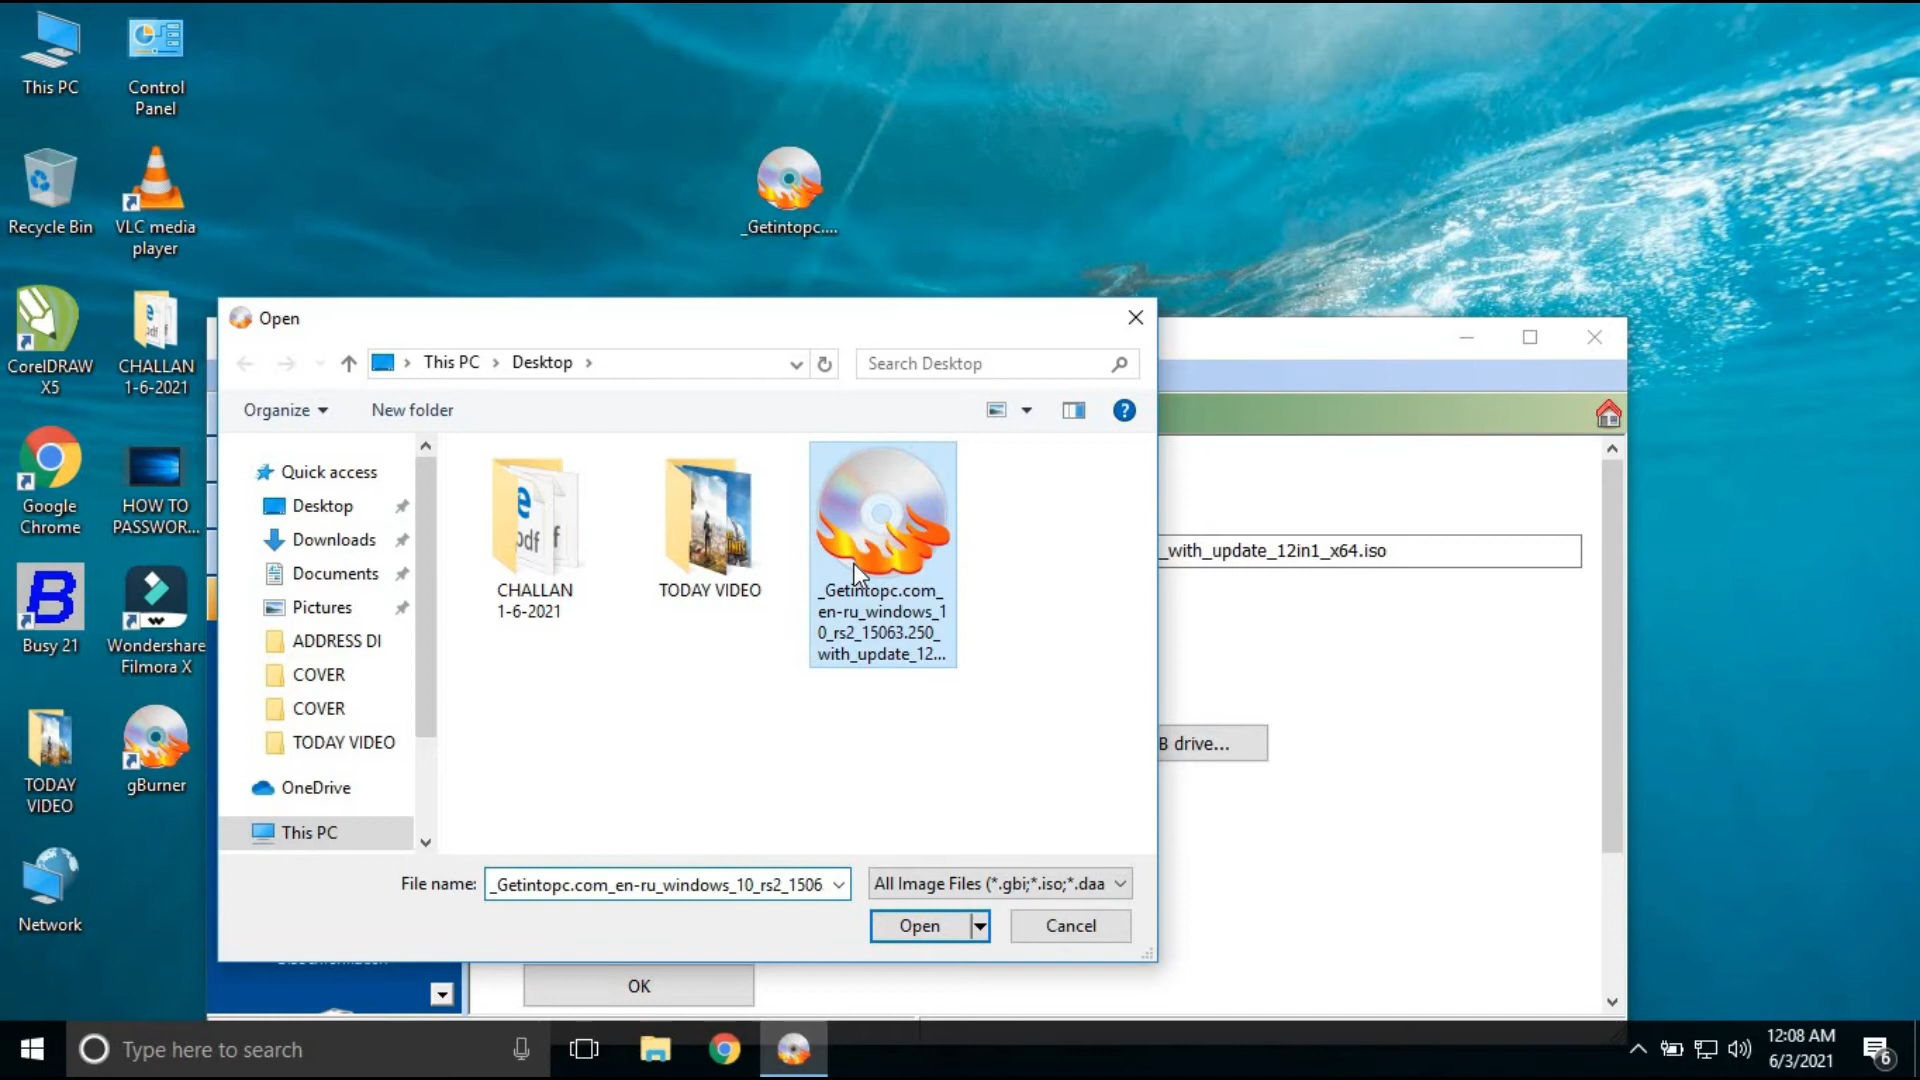 This PC
Control
Panel
Recycle Bin
VLC media
player
_Getintopc....
CorelDRAW
X5
CHALLAN
1-6-2021
Google
Chrome
HOW TO
PASSWOR...
Busy 21
Wondershare
Filmora X
TODAY
VIDEO
gBurner
Network
Open
This PC
Desktop
Search Desktop
Organize
New folder
Quick access
Desktop
Downloads
Documents
Pictures
ADDRESS DI
COVER
COVER
TODAY VIDEO
OneDrive
This PC
CHALLAN
1-6-2021
TODAY VIDEO
_Getintopc.com_
en-ru_windows_1
0_rs2_15063.250_
with_update_12...
File name:
_Getintopc.com_en-ru_windows_10_rs2_1506
All Image Files (*.gbi;*.iso;*.daa
Open
Cancel
_with_update_12in1_x64.iso
B drive...
OK
Type here to search
12:08 AM
6/3/2021
6